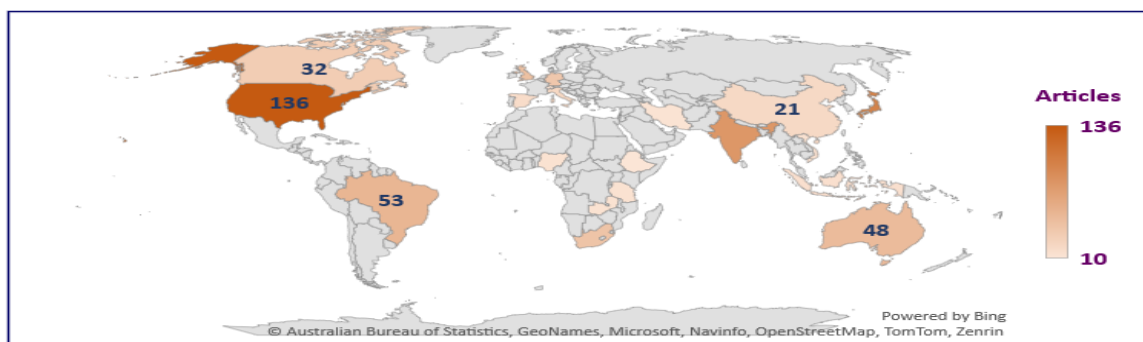 32
136
53
21
48
Articles
136
10
Powered by Bing
© Australian Bureau of Statistics, GeoNames, Microsoft, Navinfo, OpenStreetMap, TomTom, Zenrin